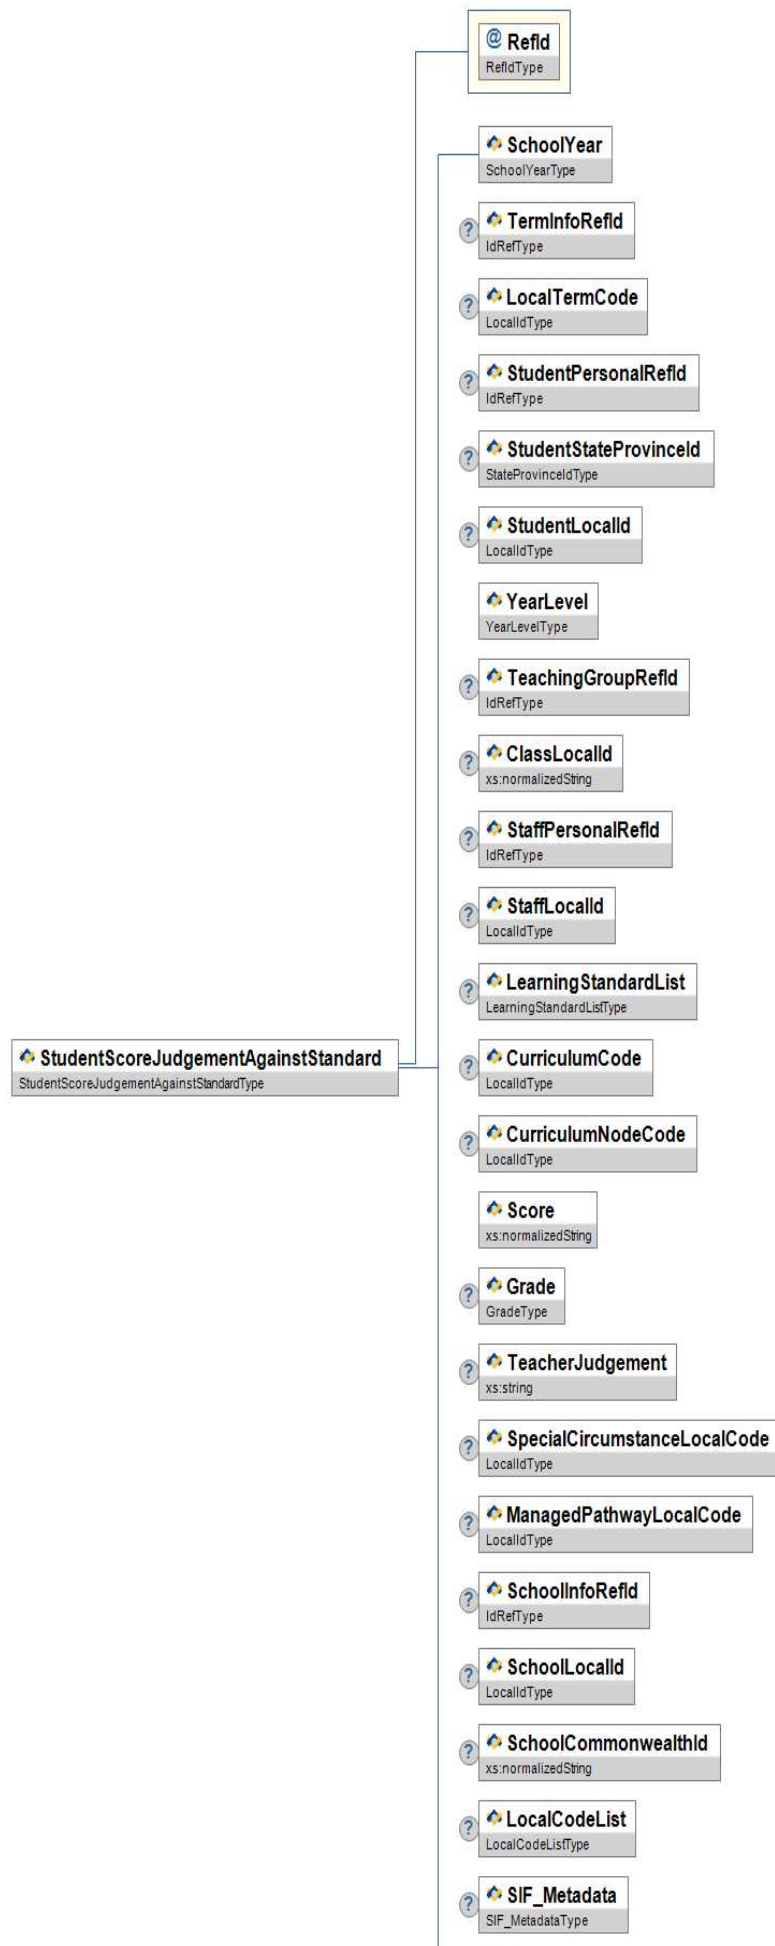 @ RefId
RefIdType
SchoolYear
SchoolYearType
? TermInfoRefId
IdRefType
? LocalTermCode
LocalIdType
? StudentPersonalRefId
IdRefType
? StudentStateProvinceId
StateProvinceIdType
? StudentLocalId
LocalIdType
YearLevel
YearLevelType
? TeachingGroupRefId
IdRefType
? ClassLocalId
xs:normalizedString
? StaffPersonalRefId
IdRefType
? StaffLocalId
LocalIdType
? LearningStandardList
LearningStandardListType
StudentScoreJudgementAgainstStandard
StudentScoreJudgementAgainstStandardType
? CurriculumCode
LocalIdType
? CurriculumNodeCode
LocalIdType
Score
xs:normalizedString
? Grade
GradeType
? TeacherJudgement
xs:string
? SpecialCircumstanceLocalCode
LocalIdType
? ManagedPathwayLocalCode
LocalIdType
? SchoolInfoRefId
IdRefType
? SchoolLocalId
LocalIdType
? SchoolCommonwealthId
xs:normalizedString
? LocalCodeList
LocalCodeListType
? SIF_Metadata
SIF_MetadataType